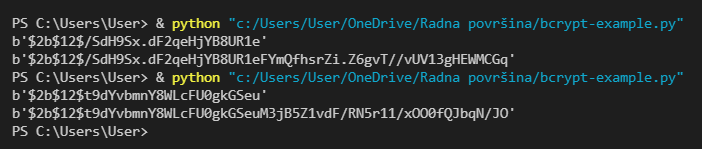 PS C:\Users\User> & python "c:/Users/User/OneDrive/Radna površina/bcrypt-example.py"
b'$2b$12$/SdH9Sx.dF2qeHjYB8UR1e'
b'$2b$12$/SdH9Sx.dF2qeHjYB8UR1eFYmQfhsrZi.Z6gvT//vUV13gHEWMCGq'
PS C:\Users\User> & python "c:/Users/User/OneDrive/Radna površina/bcrypt-example.py"
b'$2b$12$t9dYvbmnY8WLcFU0gkGSeu'
b'$2b$12$t9dYvbmnY8WLcFU0gkGSeuM3jB5Z1vdF/RN5r11/xOO0fQJbqN/JO'
PS C:\Users\User>